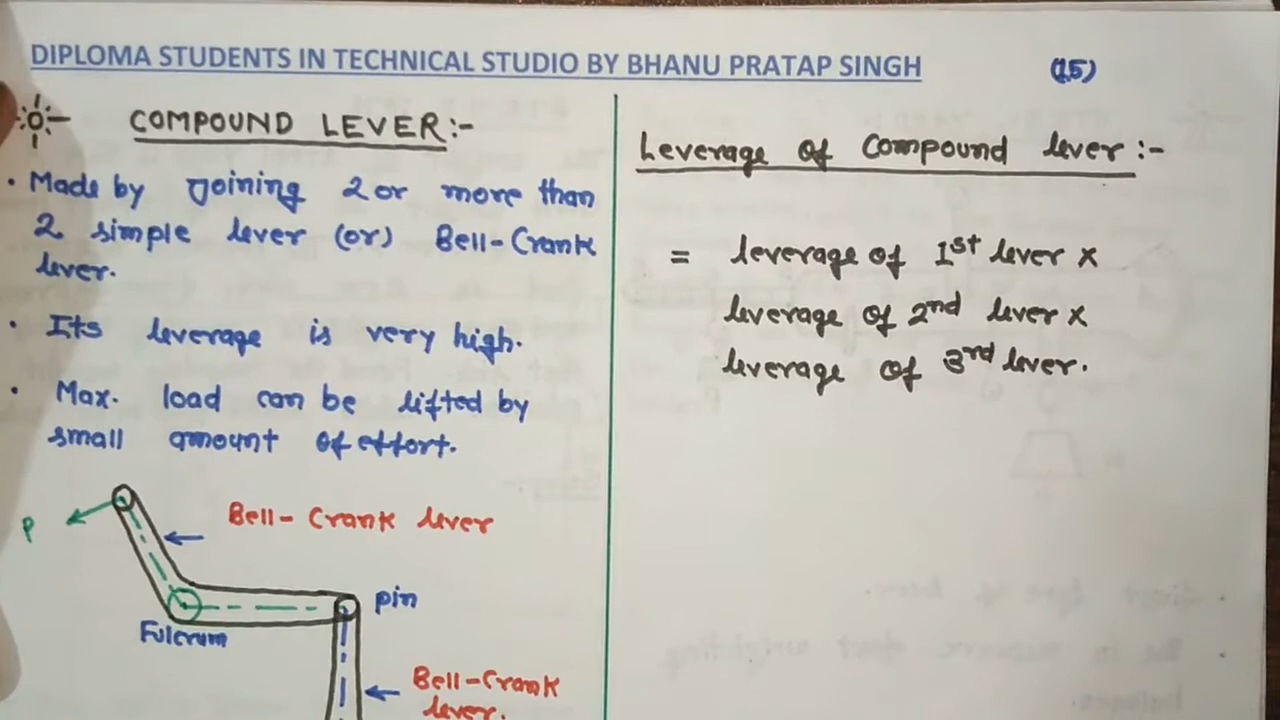 DIPLOMA STUDENTS IN TECHNICAL STUDIO BY BHANU PRATAP SINGH
(15)
COMPOUND LEVER:-
• Made by joining 2 or more than
2 simple lever (or) Bell-Crank
lever.
• Its leverage is very high.
• Max. load can be lifted by
small amount of effort.
P
Bell-Crank lever
Pin
Fulcrum
Bell-Crank
lever.
Leverage of Compound lever:-
= leverage of 1st lever ×
leverage of 2nd lever ×
leverage of 3rd lever.